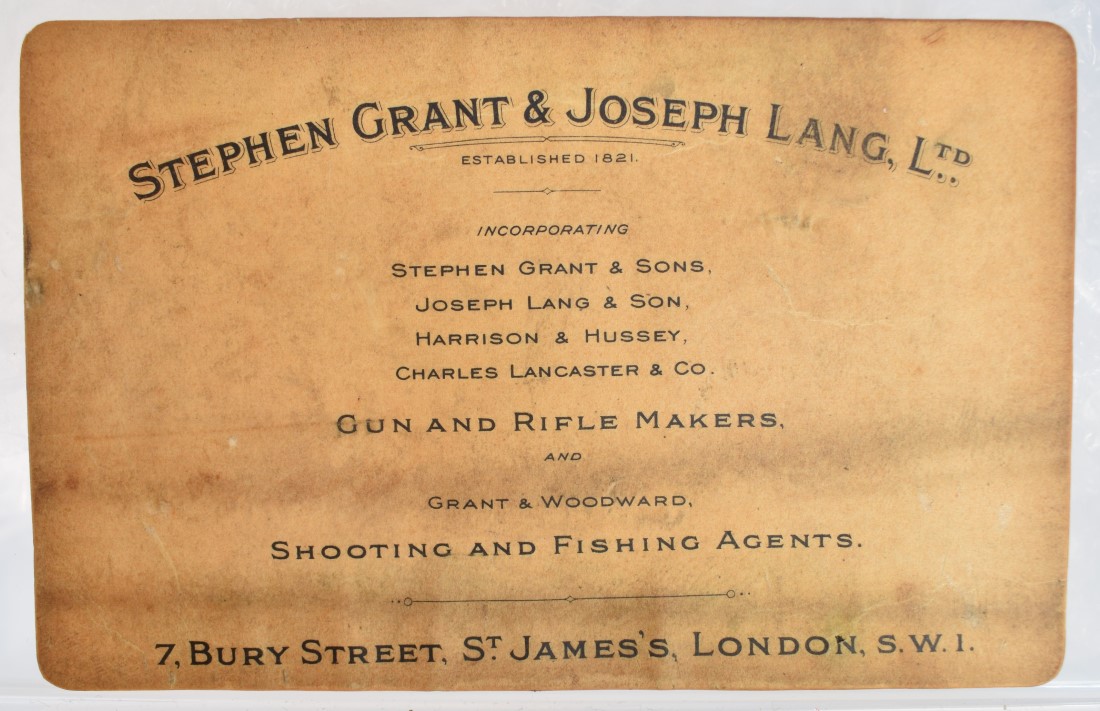 STEPHEN GRANT & JOSEPH LANG, LTD.
ESTABLISHED 1821.
INCORPORATING
STEPHEN GRANT & SONS,
JOSEPH LANG & SON,
HARRISON & HUSSEY,
CHARLES LANCASTER & CO.
GUN AND RIFLE MAKERS,
AND
GRANT & WOODWARD,
SHOOTING AND FISHING AGENTS.
7, BURY STREET, ST JAMES'S, LONDON, S.W.1.